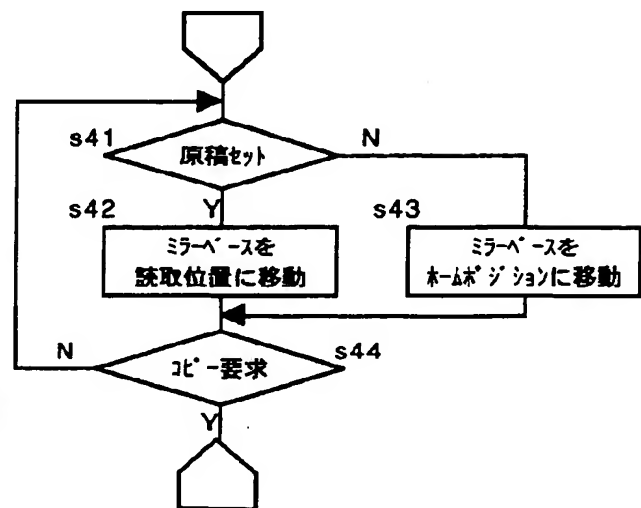 s41
原稿セット
N
s42
Y
s43
ミラーベースを
読取位置に移動
ミラーベースを
ホームポジションに移動
N
コピー要求
s44
Y